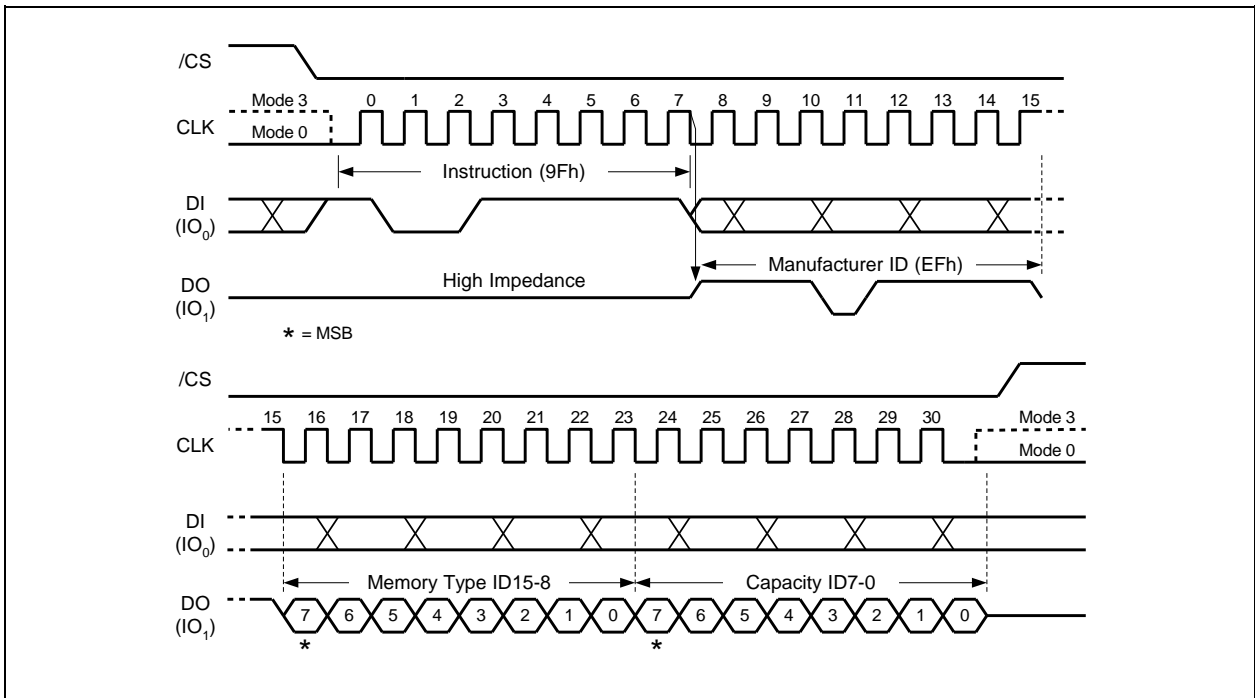 /CS
Mode 3 0 1 2 3 4 5 6 7 8 9 10 11 12 13 14 15
CLK
Mode 0
Instruction (9Fh)
DI
(IO0)
Manufacturer ID (EFh)
High Impedance
DO
(IO1)
* = MSB
/CS
15 16 17 18 19 20 21 22 23 24 25 26 27 28 29 30 Mode 3
CLK
Mode 0
DI
(IO0)
Memory Type ID15-8 Capacity ID7-0
DO
7 6 5 4 3 2 1 0 7 6 5 4 3 2 1 0
(IO1)
* *